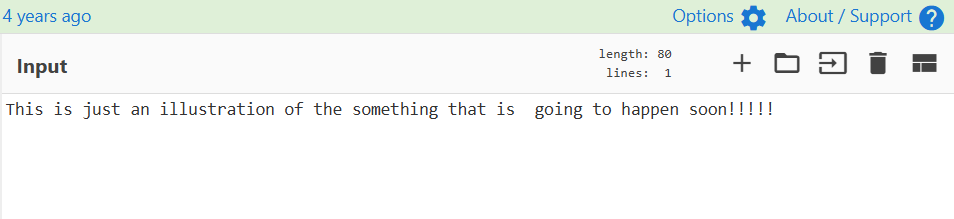 4 years ago
Options
About / Support
?
Input
length: 80
lines: 1
This is just an illustration of the something that is  going to happen soon!!!!!